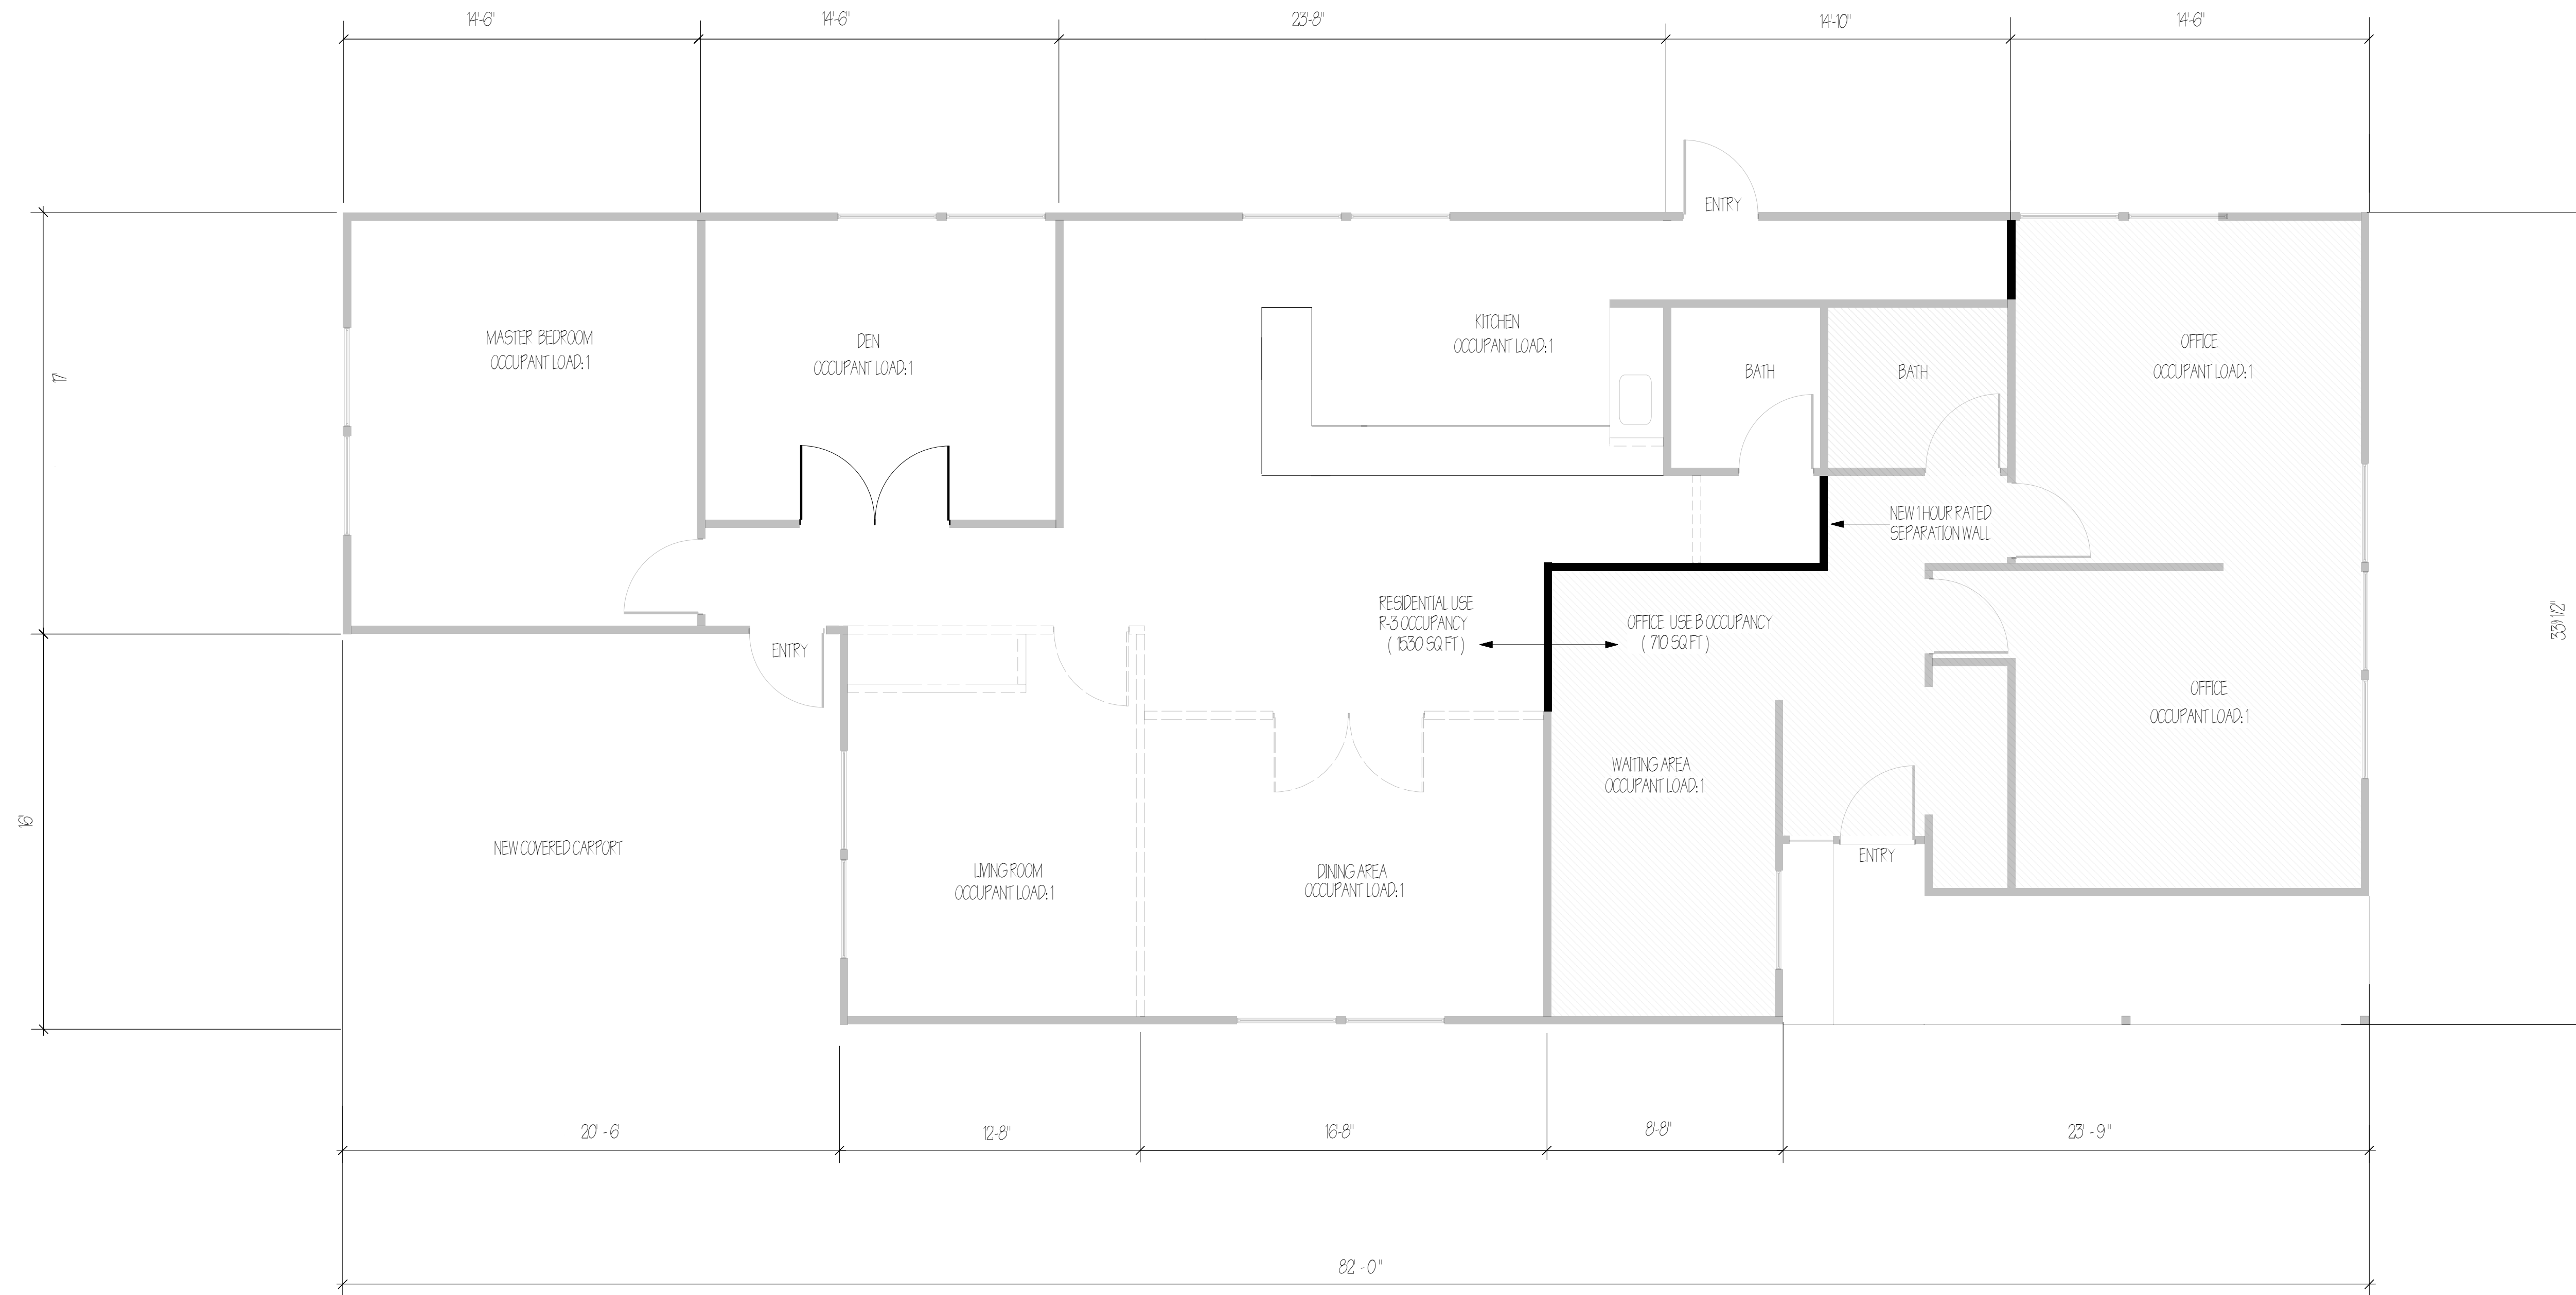 14'-6"
14'-6"
23'-8"
14'-10"
14'-6"
ENTRY
MASTER BEDROOM
OCCUPANT LOAD: 1
DEN
OCCUPANT LOAD: 1
KITCHEN
OCCUPANT LOAD: 1
BATH
BATH
OFFICE
OCCUPANT LOAD: 1
17'
NEW 1 HOUR RATED
SEPARATION WALL
RESIDENTIAL USE
R-3 OCCUPANCY
( 1530 SQ FT )
OFFICE USE B OCCUPANCY
( 710 SQ FT )
33'9 1/2"
ENTRY
OFFICE
OCCUPANT LOAD: 1
WAITING AREA
OCCUPANT LOAD: 1
16'
NEW COVERED CARPORT
ENTRY
LIVING ROOM
OCCUPANT LOAD: 1
DINING AREA
OCCUPANT LOAD: 1
20' - 6'
12'-8"
16'-8"
8'-8"
23' - 9"
82' - 0"